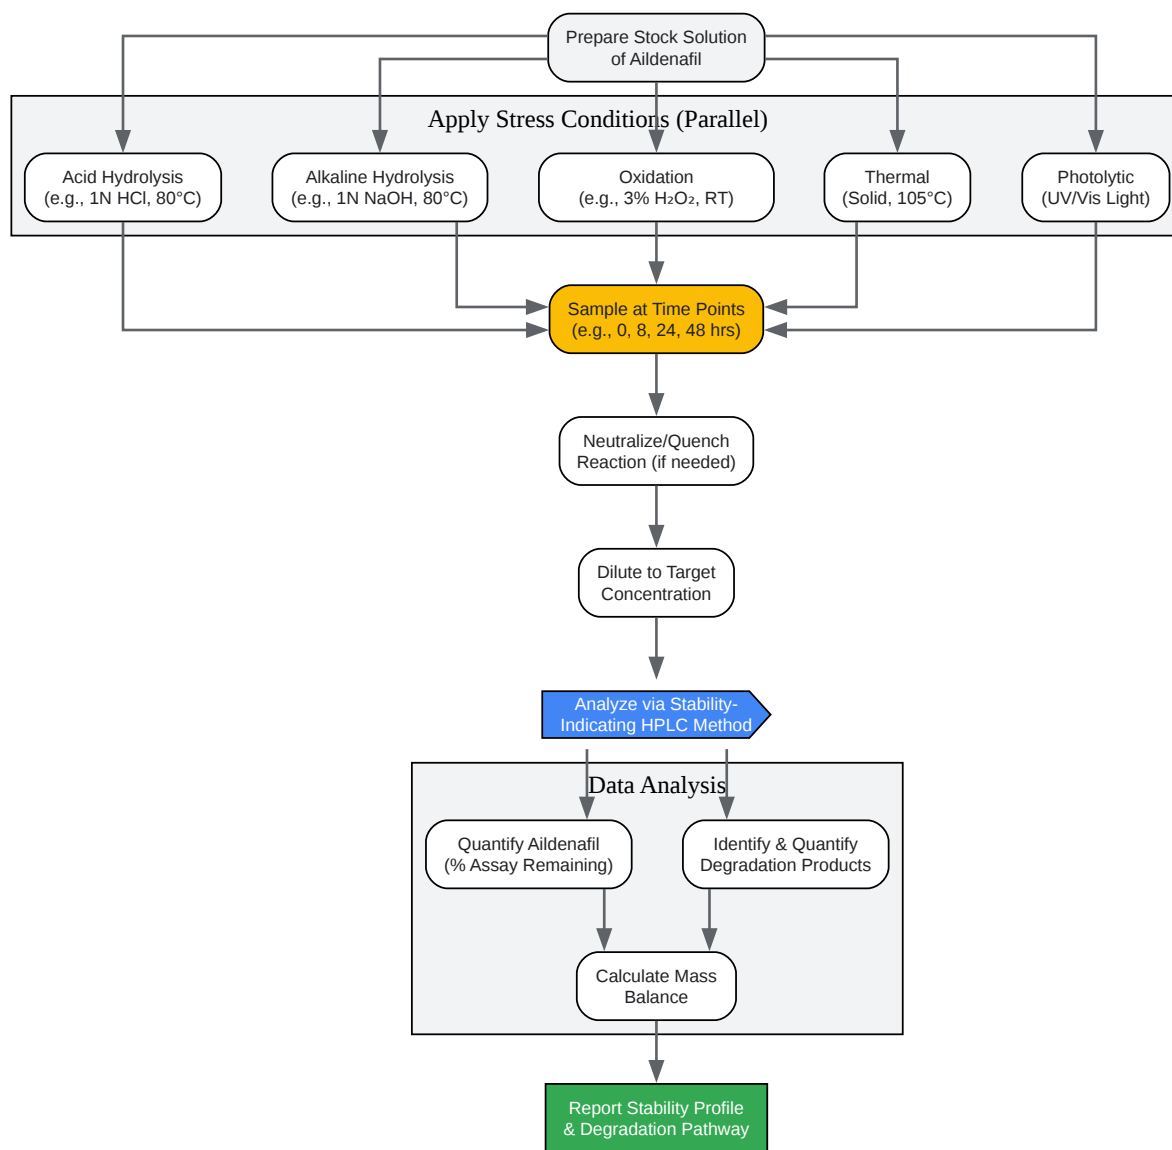 Prepare Stock Solution
of Aildenafil
Apply Stress Conditions (Parallel)
Acid Hydrolysis
(e.g., 1N HCl, 80°C)
Alkaline Hydrolysis
(e.g., 1N NaOH, 80°C)
Oxidation
(e.g., 3% H₂O₂, RT)
Thermal
(Solid, 105°C)
Photolytic
(UV/Vis Light)
Sample at Time Points
(e.g., 0, 8, 24, 48 hrs)
Neutralize/Quench
Reaction (if needed)
Dilute to Target
Concentration
Analyze via Stability-
Indicating HPLC Method
Data Analysis
Quantify Aildenafil
(% Assay Remaining)
Identify & Quantify
Degradation Products
Calculate Mass
Balance
Report Stability Profile
& Degradation Pathway